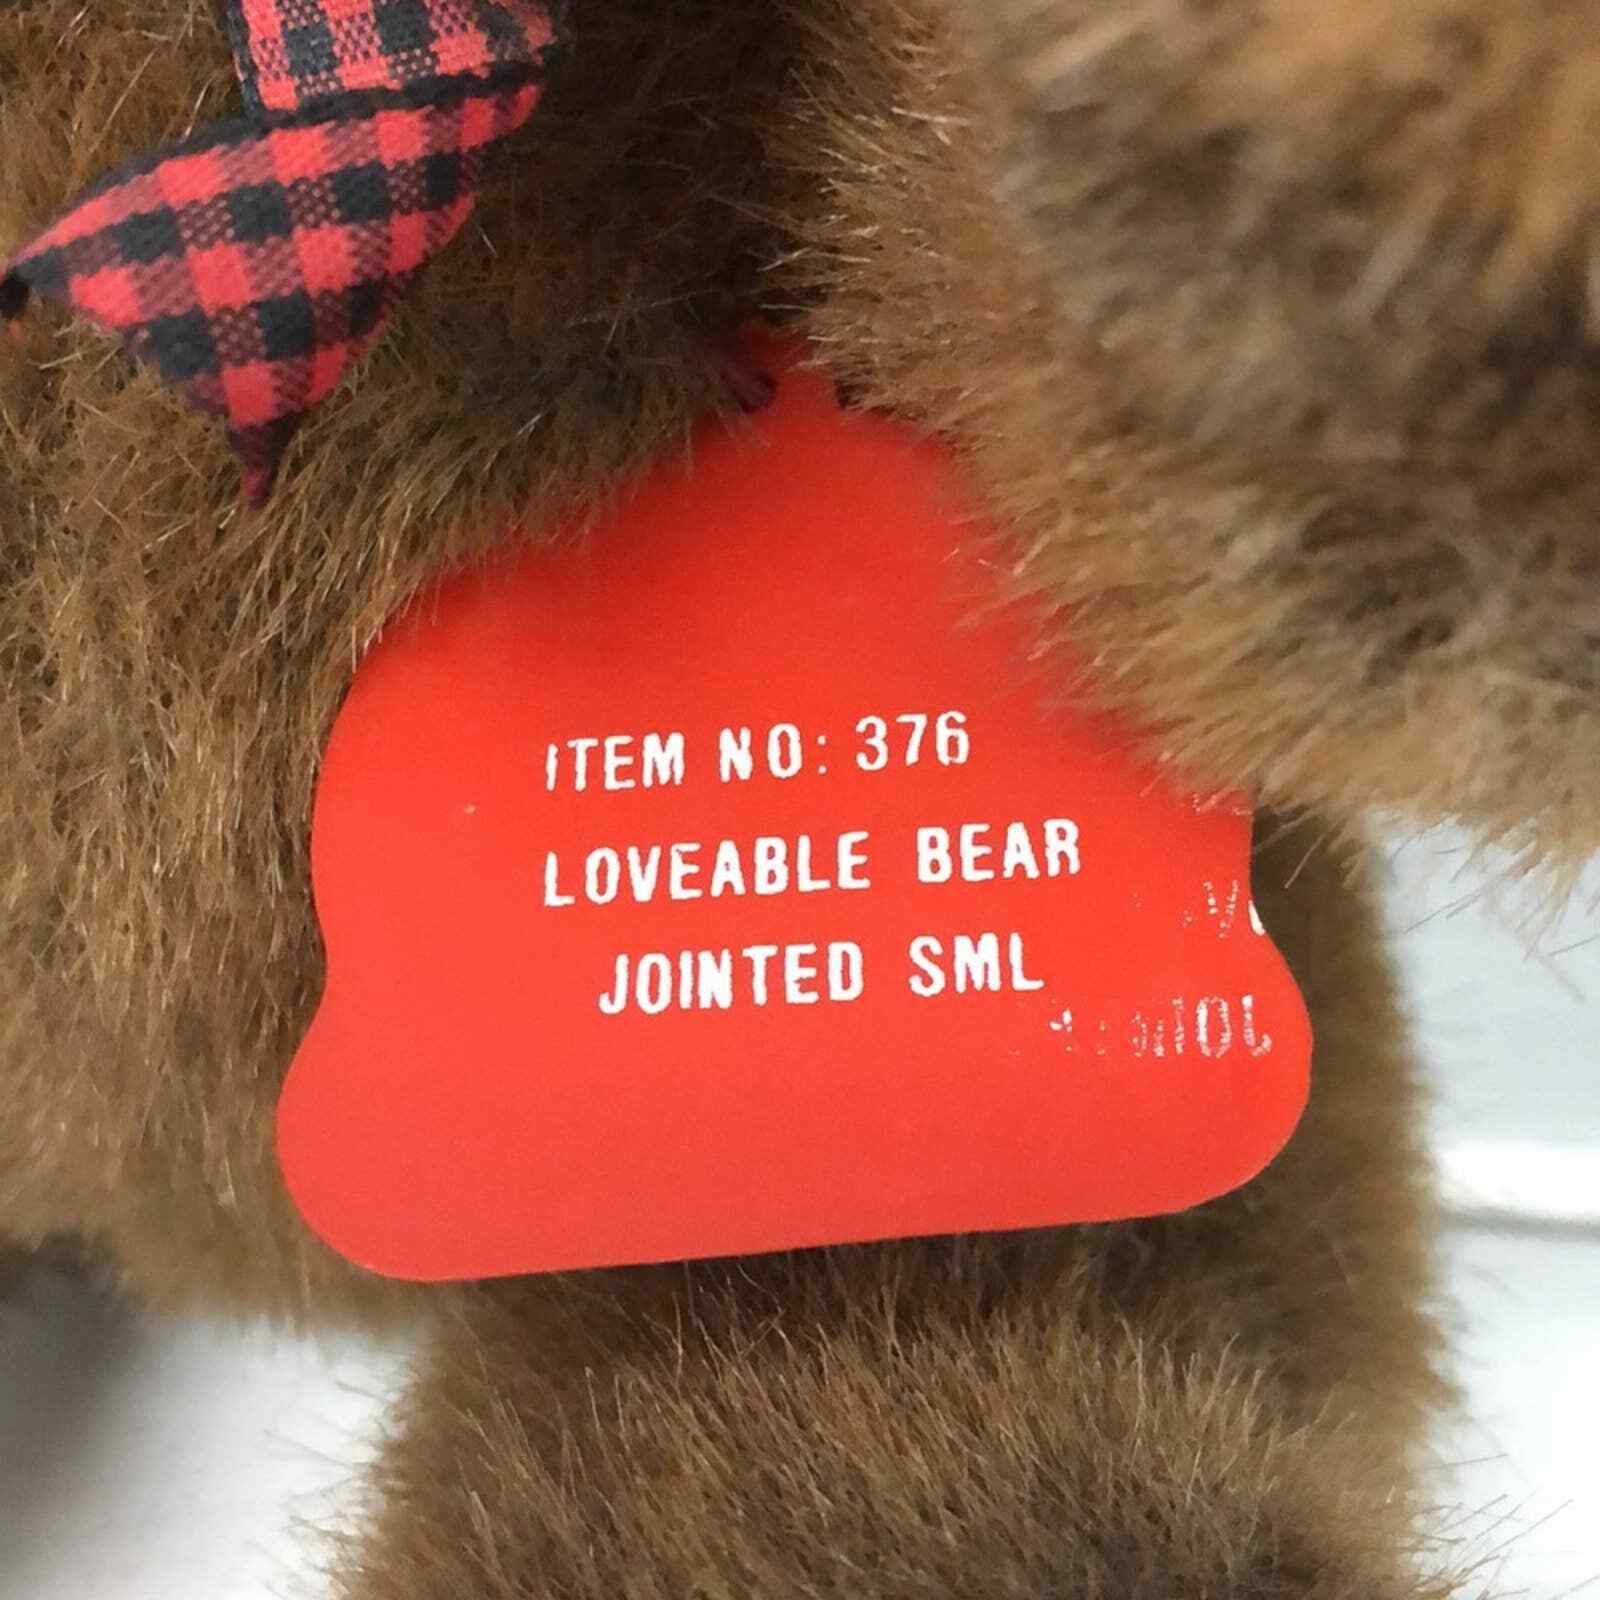 ITEM NO: 376
LOVEABLE BEAR
JOINTED SML